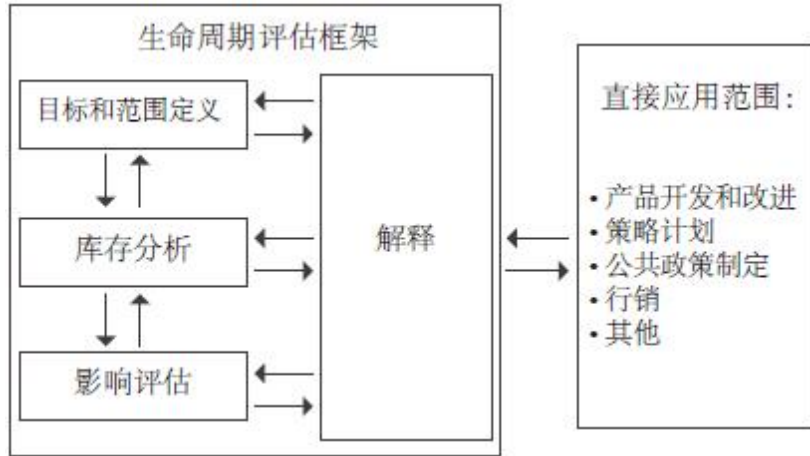 生命周期评估框架
目标和范围定义
库存分析
影响评估
解释
直接应用范围：
•产品开发和改进
•策略计划
•公共政策制定
•行销
•其他